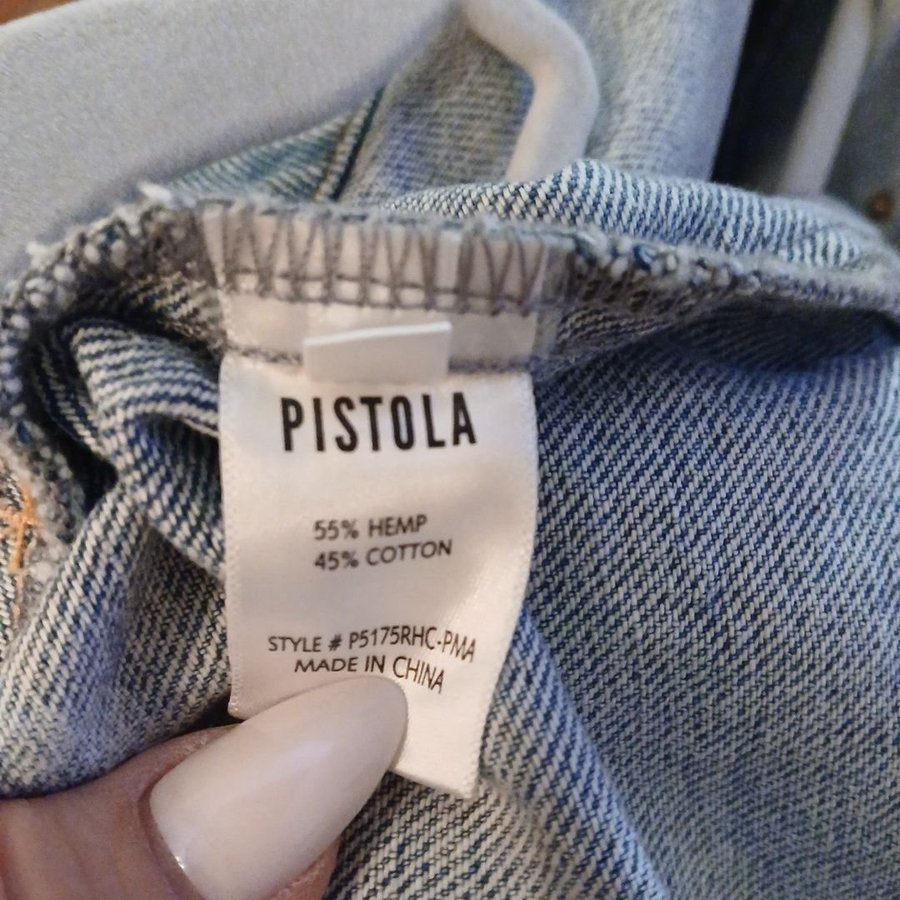 PISTOLA
55% HEMP
45% COTTON
STYLE # P5175RHC-PMA
MADE IN CHINA